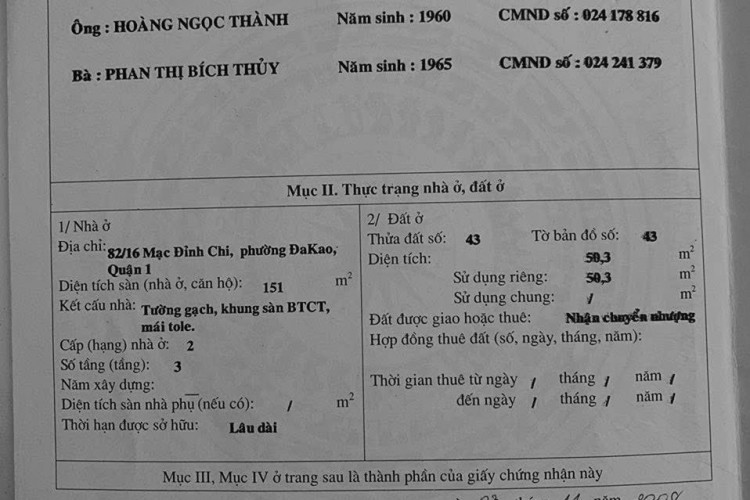 Ông : HOÀNG NGỌC THÀNH Năm sinh : 1960 CMND số : 024 178 816
Bà : PHAN THỊ BÍCH THỦY Năm sinh : 1965 CMND số : 024 241 379
Mục II. Thực trạng nhà ở, đất ở
1/ Nhà ở
Địa chỉ: 82/16 Mạc Đỉnh Chi, phường ĐaKao,
Quận 1
Diện tích sàn (nhà ở, căn hộ): 151 m²
Kết cấu nhà: Tường gạch, khung sàn BTCT,
mái tole.
Cấp (hạng) nhà ở: 2
Số tầng (tầng): 3
Năm xây dựng:
Diện tích sàn nhà phụ (nếu có): / m²
Thời hạn được sở hữu: Lâu dài
2/ Đất ở
Thửa đất số: 43 Tờ bản đồ số: 43
Diện tích: 50,3 m²
Sử dụng riêng: 50,3 m²
Sử dụng chung: / m²
Đất được giao hoặc thuê: Nhận chuyển nhượng
Hợp đồng thuê đất (số, ngày, tháng, năm):
Thời gian thuê từ ngày / tháng / năm /
đến ngày / tháng / năm /
Mục III, Mục IV ở trang sau là thành phần của giấy chứng nhận này